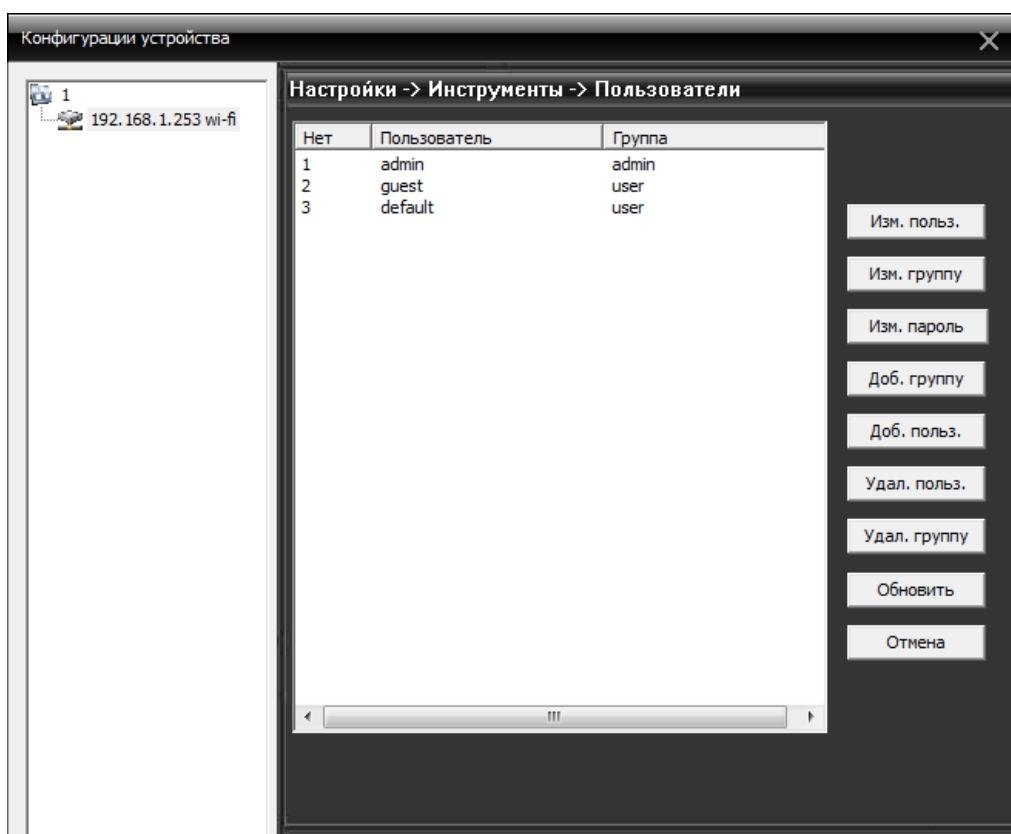 Конфигурации устройства
1
192.168.1.253 wi-fi
Настройки -> Инструменты -> Пользователи
Нет Пользователь Группа
1 admin admin
2 guest user
3 default user
Изм. польз.
Изм. группу
Изм. пароль
Доб. группу
Доб. польз.
Удал. польз.
Удал. группу
Обновить
Отмена